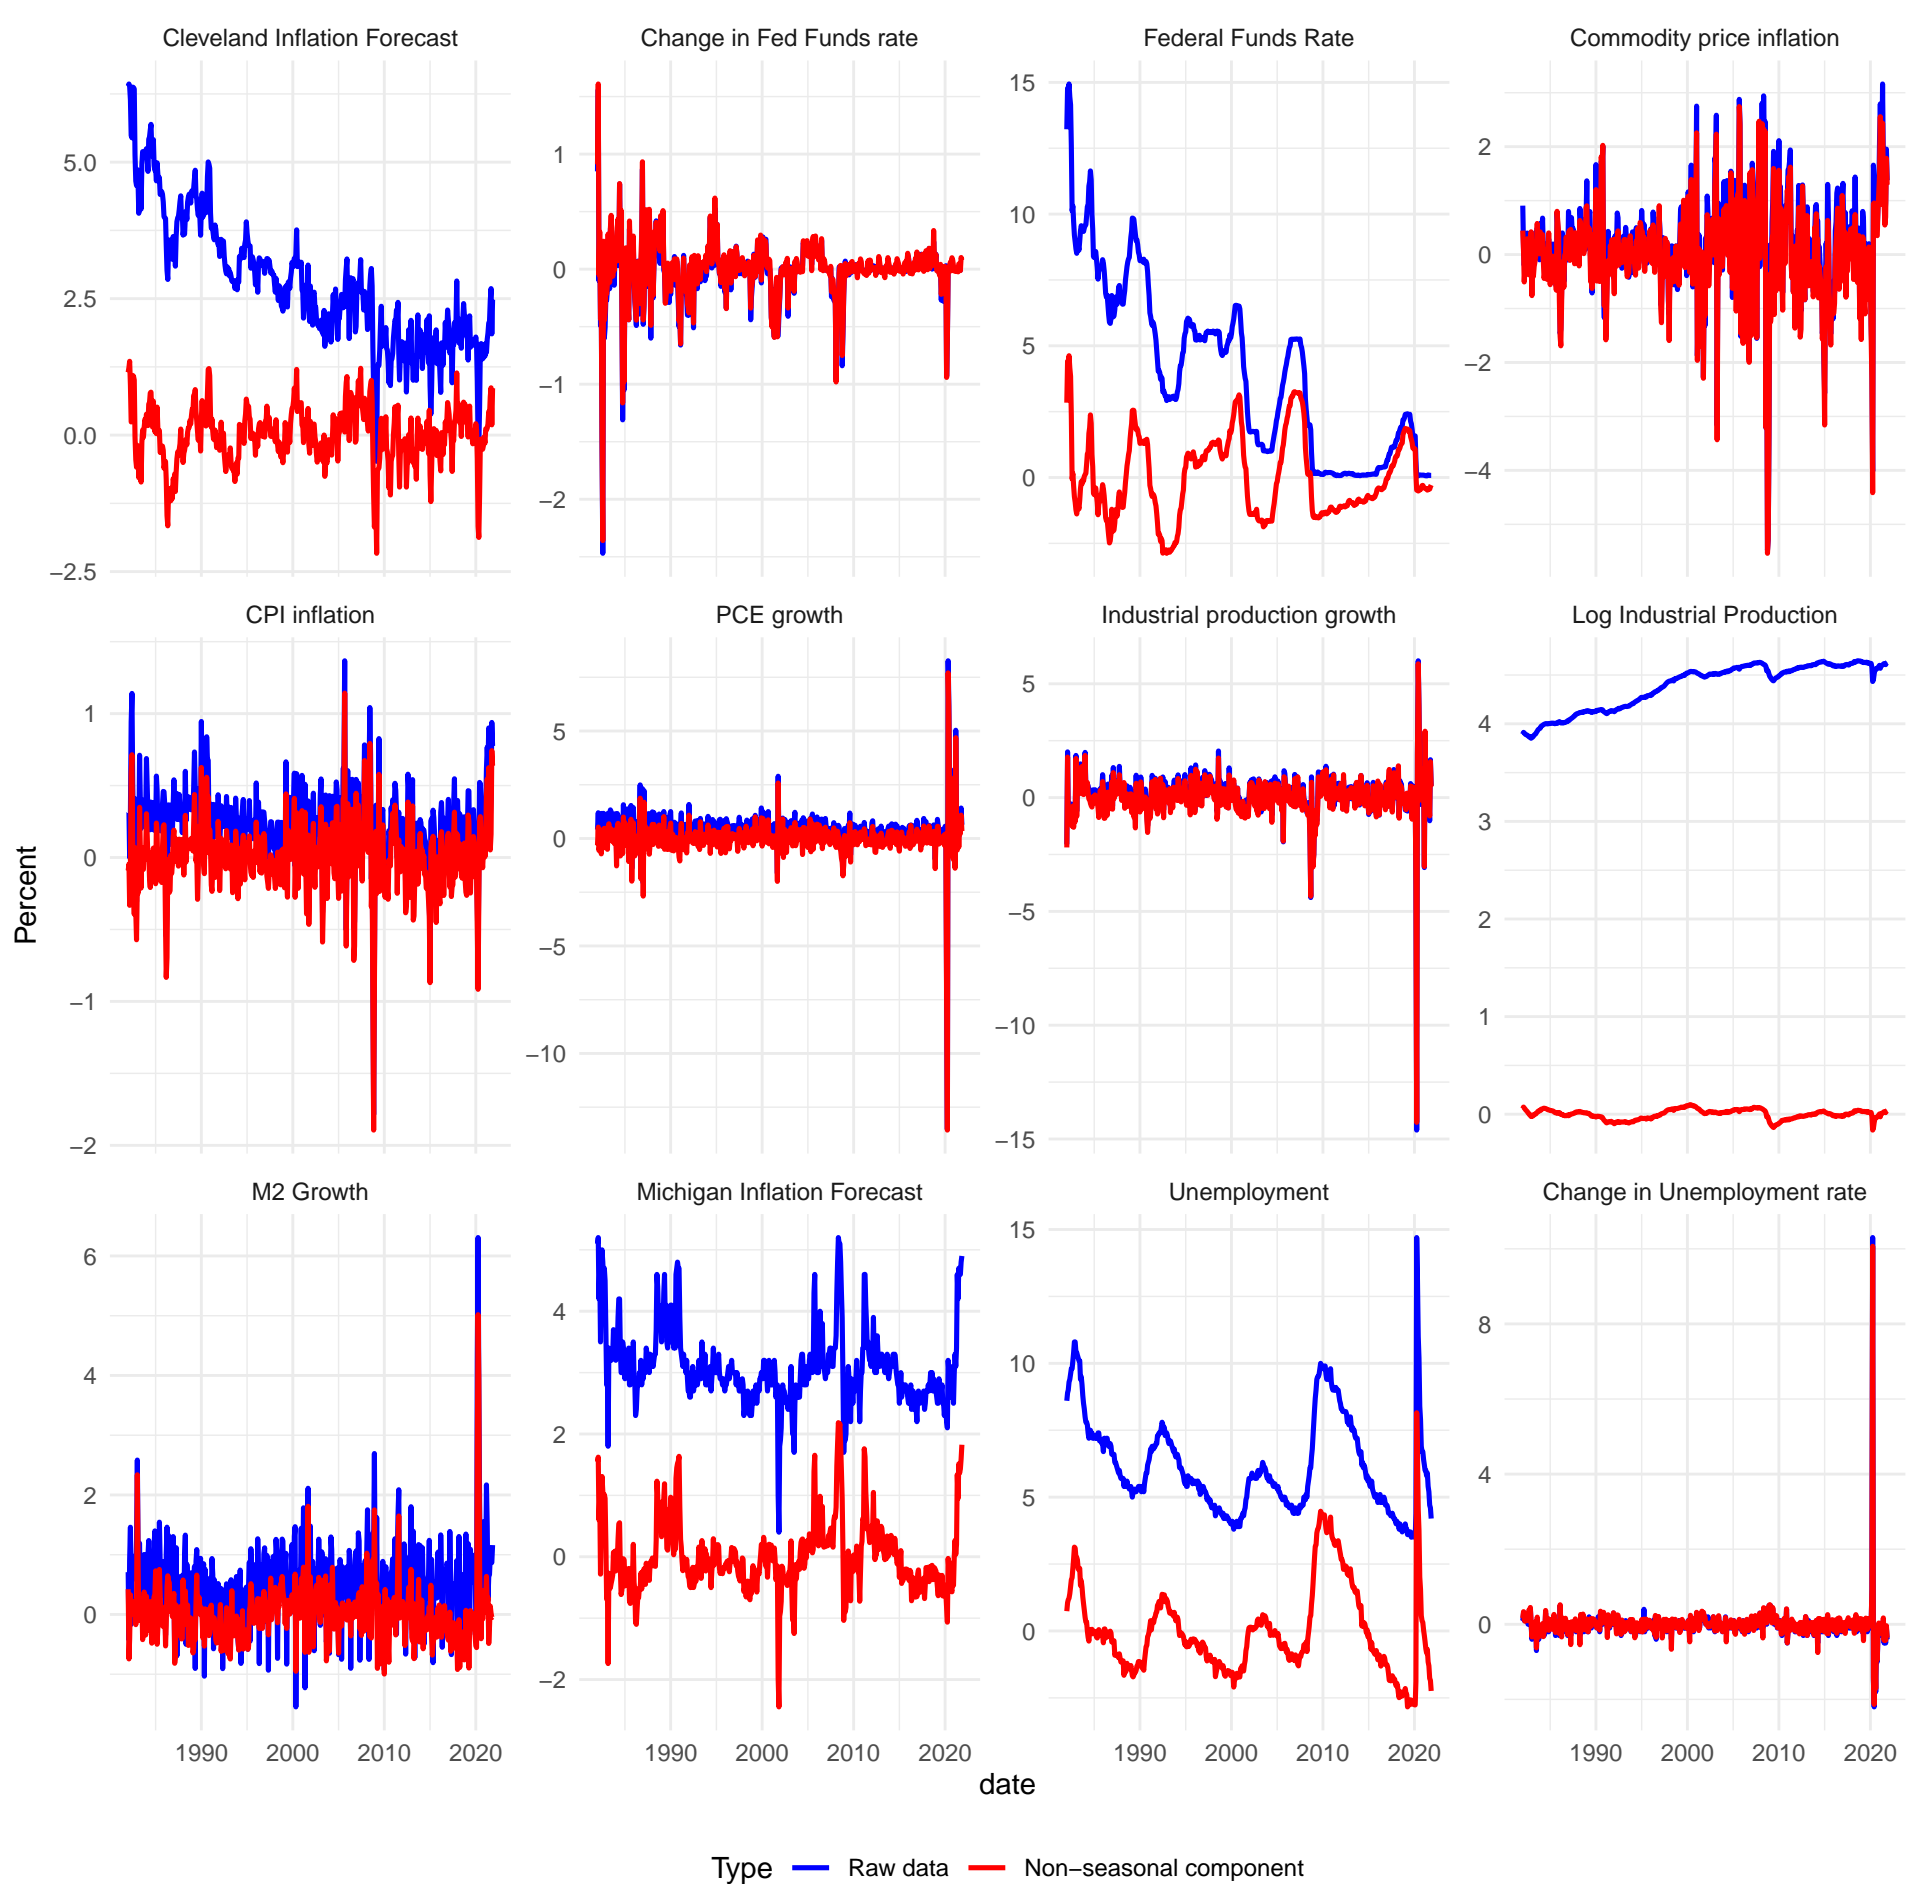 Cleveland Inflation Forecast
Change in Fed Funds rate
Federal Funds Rate
Commodity price inflation
5.0
2.5
0.0
−2.5
1
0
−1
−2
15
10
5
0
2
0
−2
−4
CPI inflation
PCE growth
Industrial production growth
Log Industrial Production
1
0
−1
−2
5
0
−5
−10
5
0
−5
−10
−15
4
3
2
1
0
M2 Growth
Michigan Inflation Forecast
Unemployment
Change in Unemployment rate
6
4
2
0
4
2
0
−2
15
10
5
0
8
4
0
1990 2000 2010 2020
1990 2000 2010 2020
1990 2000 2010 2020
1990 2000 2010 2020
Percent
date
Type Raw data Non−seasonal component